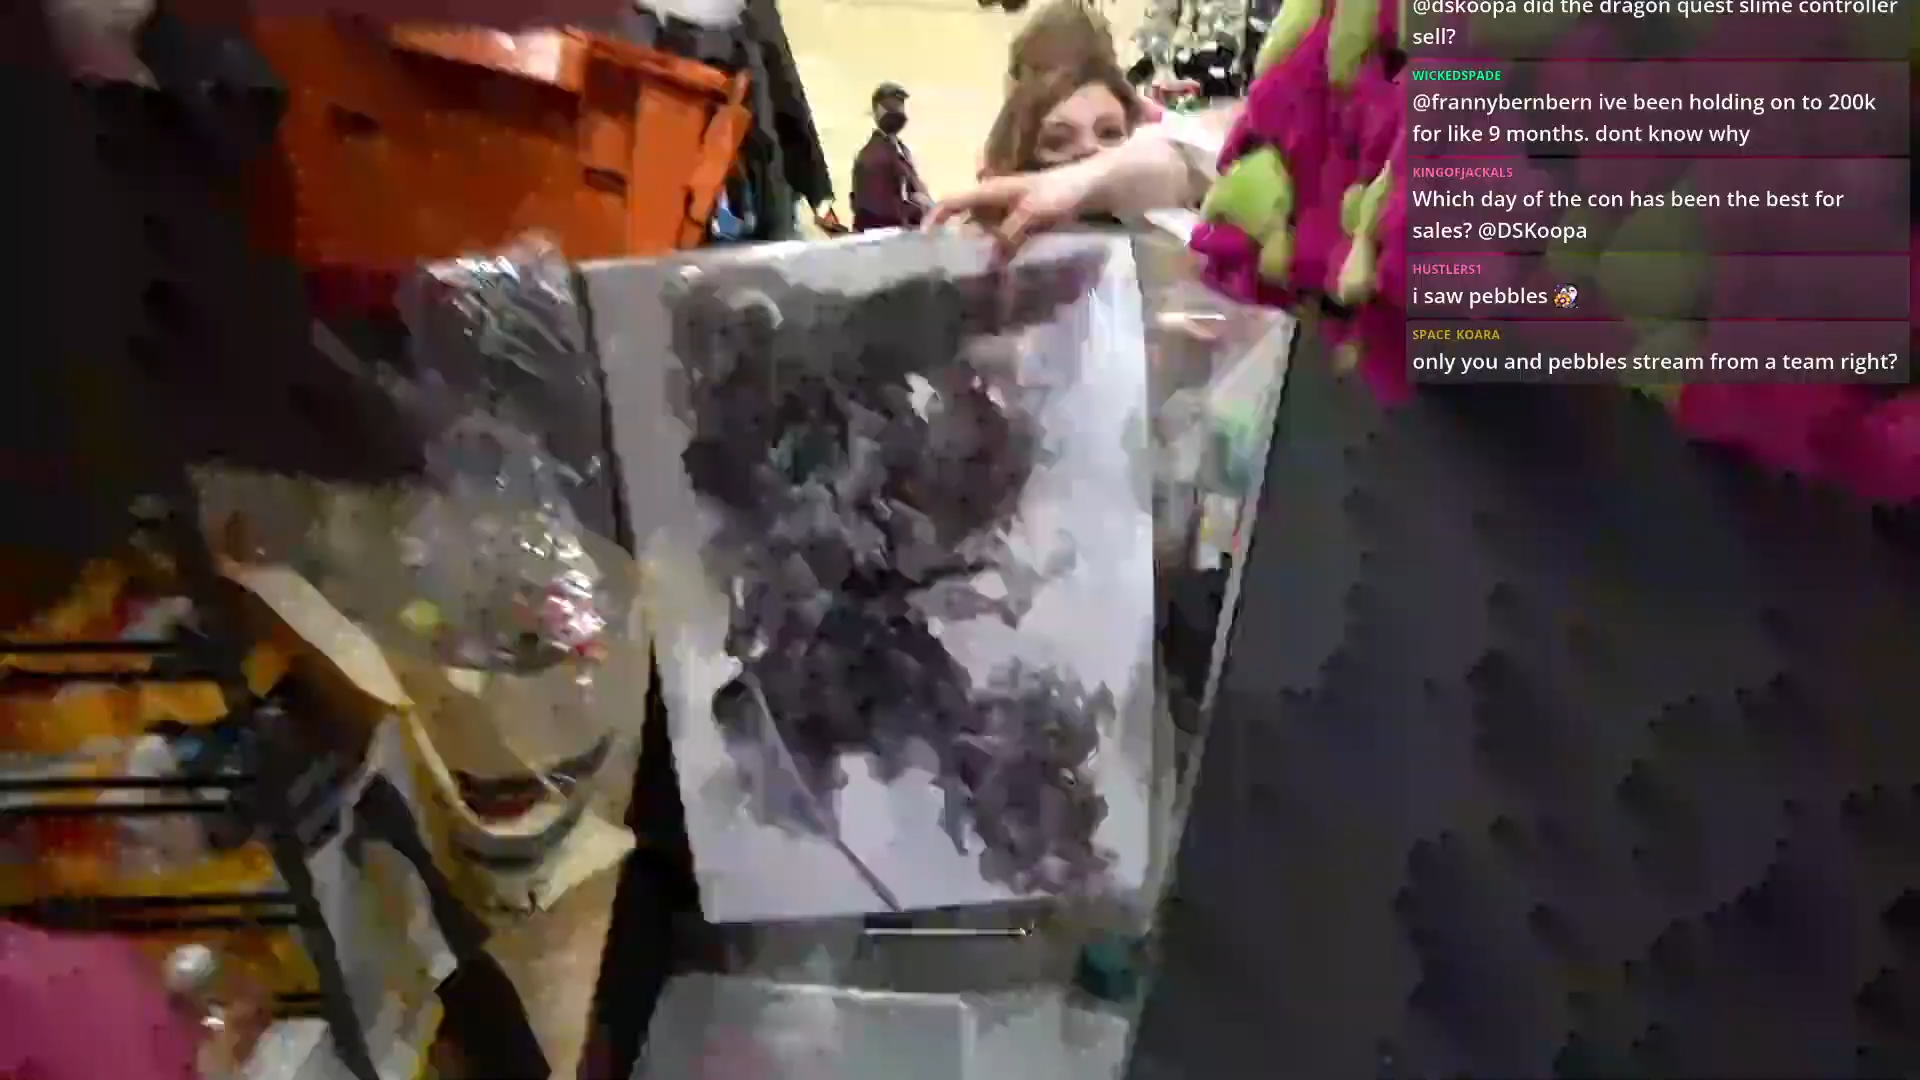 @dskoopa did the dragon quest slime controller
sell?
WICKEDSPADE
@frannybernbern ive been holding on to 200k
for like 9 months. dont know why
KINGOFJACKALS
Which day of the con has been the best for
sales? @DSKoopa
HUSTLERS1
i saw pebbles
SPACE_KOARA
only you and pebbles stream from a team right?